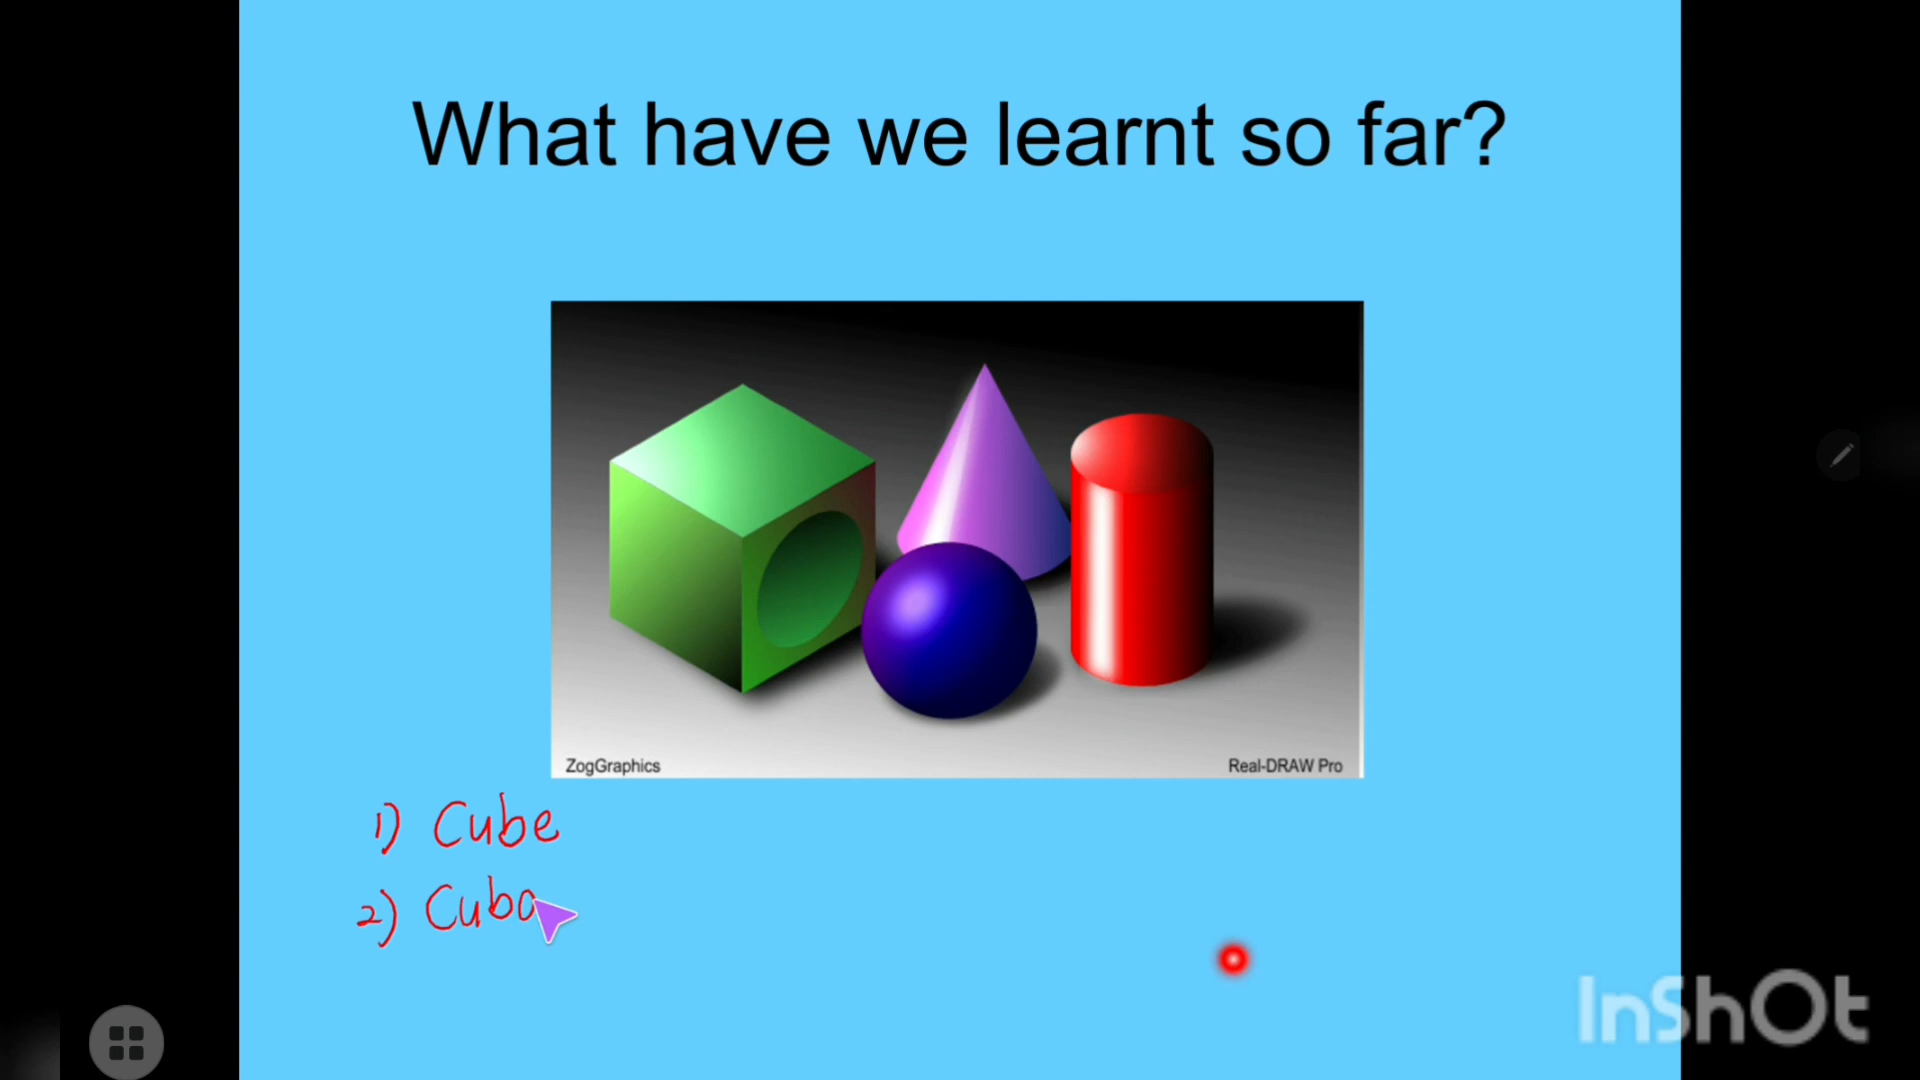 What have we learnt so far?
ZogGraphics
Real-DRAW Pro
1) Cube
2) Cubo
InShOt